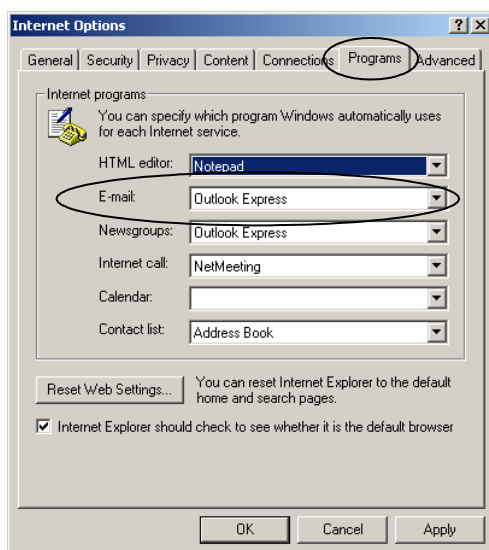 Internet Options
General Security Privacy Content Connections Programs Advanced
Internet programs
You can specify which program Windows automatically uses
for each Internet service.
HTML editor: Notepad
E-mail: Outlook Express
Newsgroups: Outlook Express
Internet call: NetMeeting
Calendar:
Contact list: Address Book
Reset Web Settings... You can reset Internet Explorer to the default
home and search pages.
Internet Explorer should check to see whether it is the default browser
OK Cancel Apply